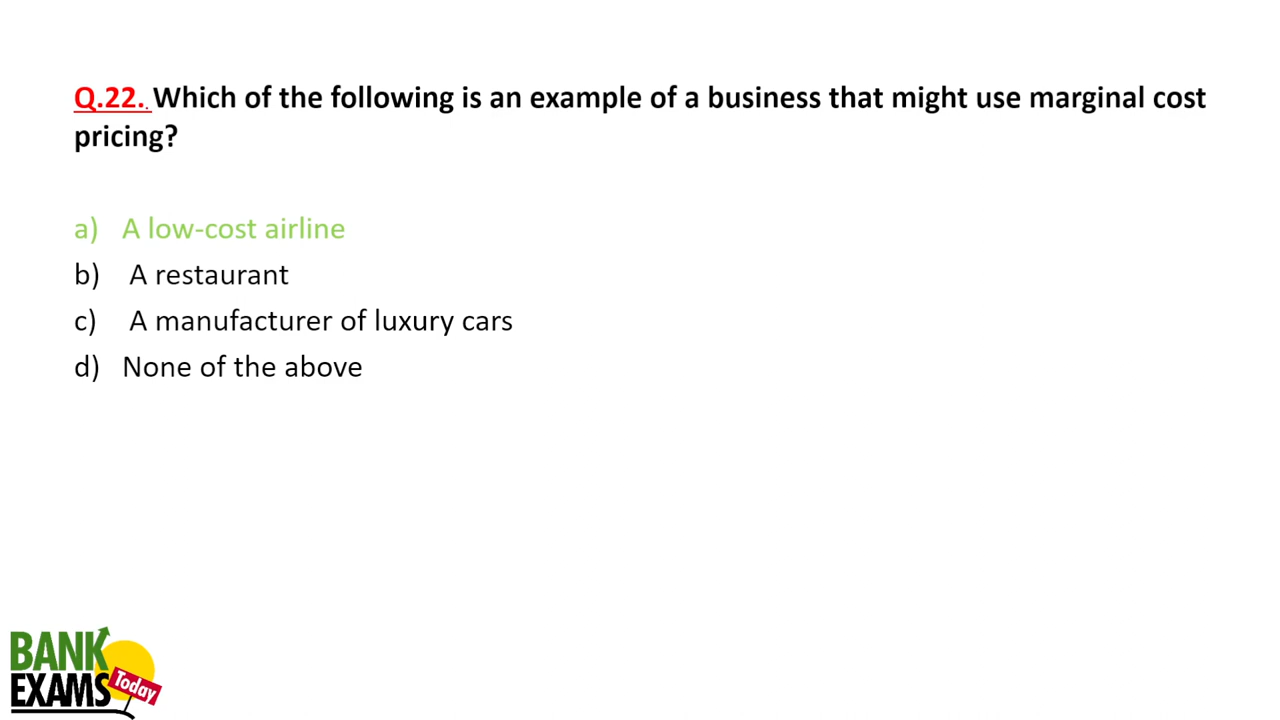 Q.22. Which of the following is an example of a business that might use marginal cost
pricing?
a) A low-cost airline
b) A restaurant
c) A manufacturer of luxury cars
d) None of the above
BANK
EXAMS
Today